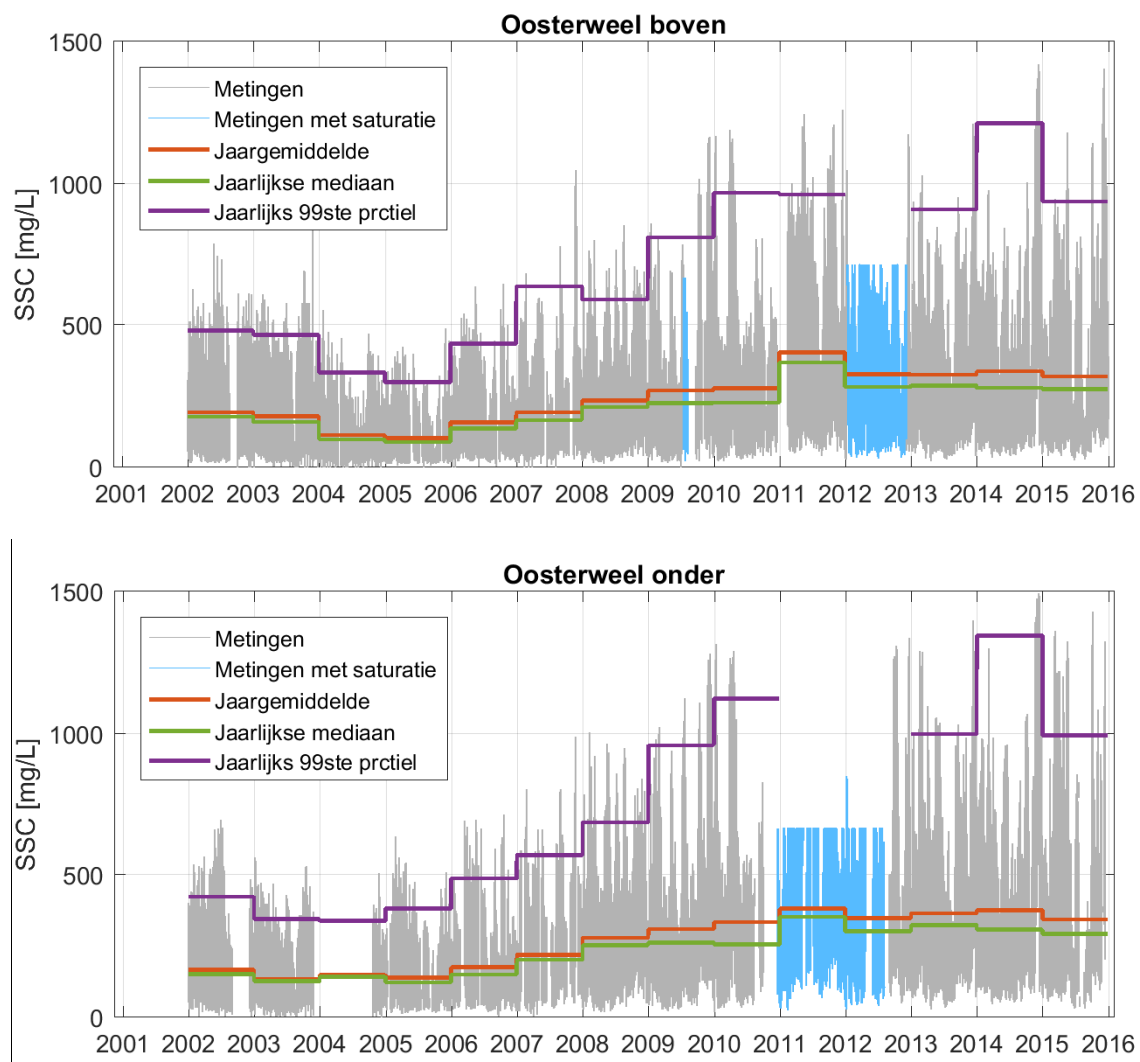 Oosterweel boven
1500
1000
500
0
SSC [mg/L]
Metingen
Metingen met saturatie
Jaargemiddelde
Jaarlijkse mediaan
Jaarlijks 99ste prctiel
2001 2002 2003 2004 2005 2006 2007 2008 2009 2010 2011 2012 2013 2014 2015 2016
Oosterweel onder
1500
1000
500
0
SSC [mg/L]
Metingen
Metingen met saturatie
Jaargemiddelde
Jaarlijkse mediaan
Jaarlijks 99ste prctiel
2001 2002 2003 2004 2005 2006 2007 2008 2009 2010 2011 2012 2013 2014 2015 2016